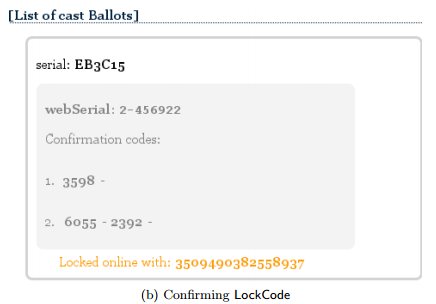 [List of cast Ballots]
serial: EB3C15
webSerial: 2-456922
Confirmation codes:
1. 3598 -
2. 6055 - 2392 -
Locked online with: 3509490382558937
(b) Confirming LockCode